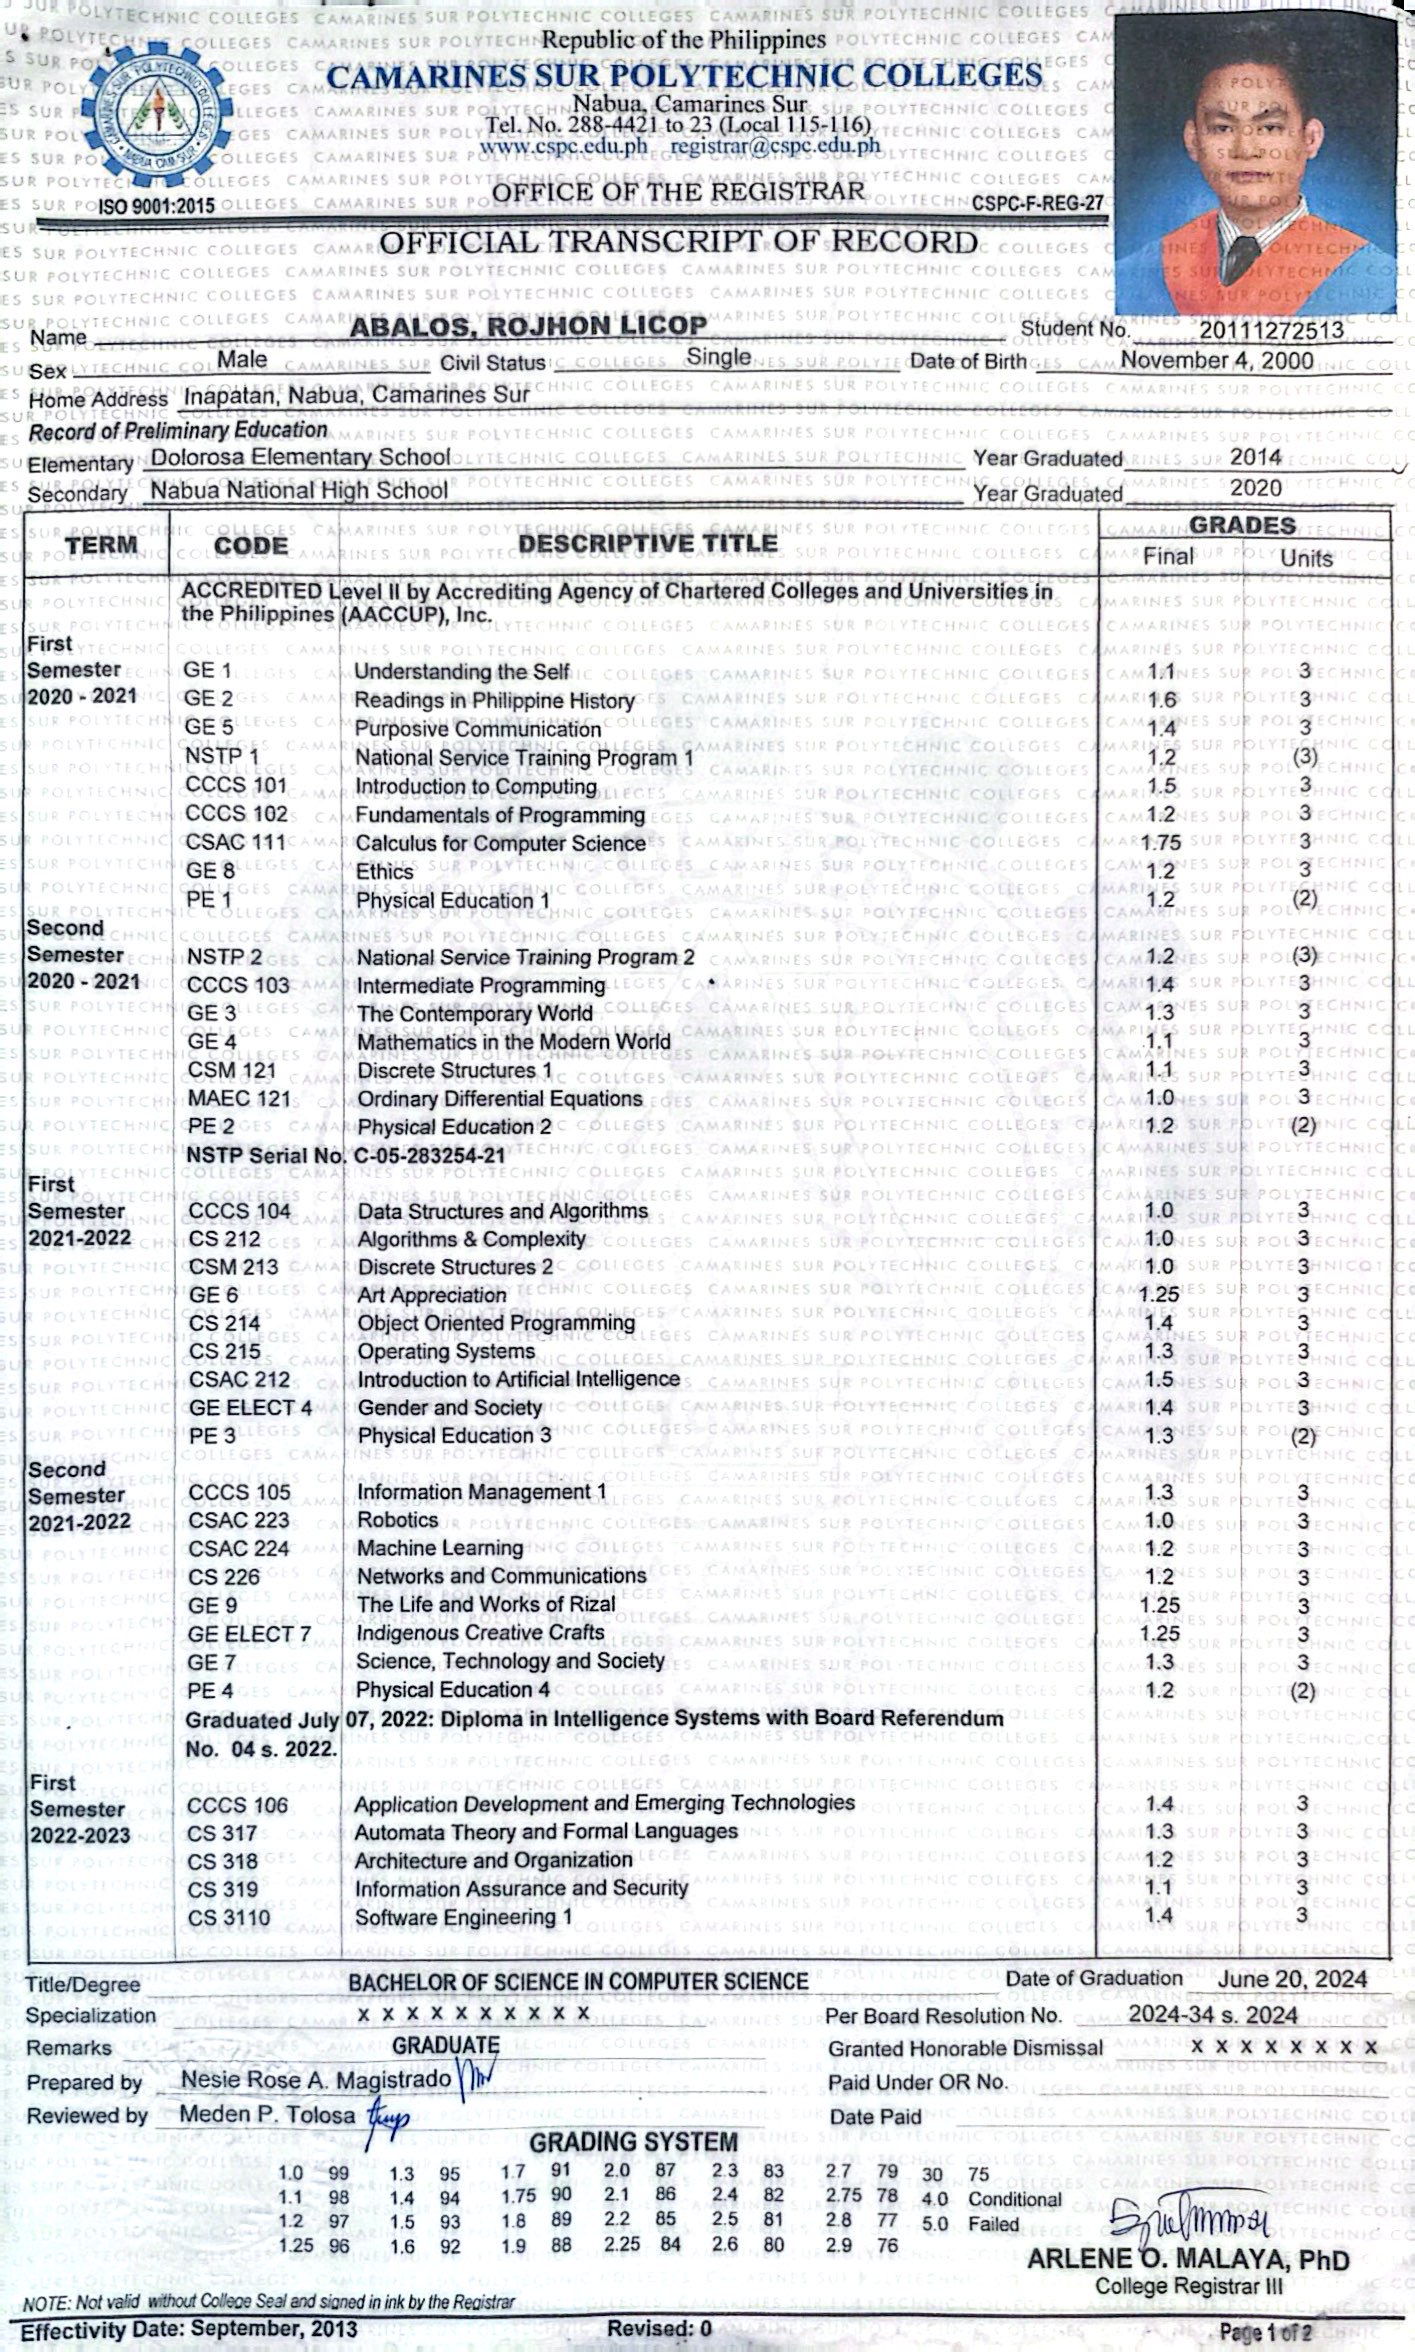 Republic of the Philippines
CAMARINES SUR POLYTECHNIC COLLEGES
Nabua, Camarines Sur
Tel. No. 288-4421 to 23 (Local 115-116)
www.cspc.edu.ph registrar@cspc.edu.ph
OFFICE OF THE REGISTRAR
ISO 9001:2015
CSPC-F-REG-27
OFFICIAL TRANSCRIPT OF RECORD
Name ABALOS, ROJHON LICOP Student No. 20111272513
Sex Male Civil Status Single Date of Birth November 4, 2000
Home Address Inapatan, Nabua, Camarines Sur
Record of Preliminary Education
Elementary Dolorosa Elementary School Year Graduated 2014
Secondary Nabua National High School Year Graduated 2020
TERM CODE DESCRIPTIVE TITLE GRADES
Final Units
ACCREDITED Level II by Accrediting Agency of Chartered Colleges and Universities in
the Philippines (AACCUP), Inc.
First
Semester GE 1 Understanding the Self 1.1 3
2020 - 2021 GE 2 Readings in Philippine History 1.6 3
GE 5 Purposive Communication 1.4 3
NSTP 1 National Service Training Program 1 1.2 (3)
CCCS 101 Introduction to Computing 1.5 3
CCCS 102 Fundamentals of Programming 1.2 3
CSAC 111 Calculus for Computer Science 1.75 3
GE 8 Ethics 1.2 3
PE 1 Physical Education 1 1.2 (2)
Second
Semester NSTP 2 National Service Training Program 2 1.2 (3)
2020 - 2021 CCCS 103 Intermediate Programming 1.4 3
GE 3 The Contemporary World 1.3 3
GE 4 Mathematics in the Modern World 1.1 3
CSM 121 Discrete Structures 1 1.1 3
MAEC 121 Ordinary Differential Equations 1.0 3
PE 2 Physical Education 2 1.2 (2)
NSTP Serial No. C-05-283254-21
First
Semester CCCS 104 Data Structures and Algorithms 1.0 3
2021-2022 CS 212 Algorithms & Complexity 1.0 3
CSM 213 Discrete Structures 2 1.0 3
GE 6 Art Appreciation 1.25 3
CS 214 Object Oriented Programming 1.4 3
CS 215 Operating Systems 1.3 3
CSAC 212 Introduction to Artificial Intelligence 1.5 3
GE ELECT 4 Gender and Society 1.4 3
PE 3 Physical Education 3 1.3 (2)
Second
Semester CCCS 105 Information Management 1 1.3 3
2021-2022 CSAC 223 Robotics 1.0 3
CSAC 224 Machine Learning 1.2 3
CS 226 Networks and Communications 1.2 3
GE 9 The Life and Works of Rizal 1.25 3
GE ELECT 7 Indigenous Creative Crafts 1.25 3
GE 7 Science, Technology and Society 1.3 3
PE 4 Physical Education 4 1.2 (2)
Graduated July 07, 2022: Diploma in Intelligence Systems with Board Referendum
No. 04 s. 2022.
First
Semester CCCS 106 Application Development and Emerging Technologies 1.4 3
2022-2023 CS 317 Automata Theory and Formal Languages 1.3 3
CS 318 Architecture and Organization 1.2 3
CS 319 Information Assurance and Security 1.1 3
CS 3110 Software Engineering 1 1.4 3
Title/Degree BACHELOR OF SCIENCE IN COMPUTER SCIENCE Date of Graduation June 20, 2024
Specialization x x x x x x x x x x Per Board Resolution No. 2024-34 s. 2024
Remarks GRADUATE Granted Honorable Dismissal x x x x x x x x
Prepared by Nesie Rose A. Magistrado Paid Under OR No.
Reviewed by Meden P. Tolosa Date Paid
GRADING SYSTEM
1.0 99 1.3 95 1.7 91 2.0 87 2.3 83 2.7 79 30 75
1.1 98 1.4 94 1.75 90 2.1 86 2.4 82 2.75 78 4.0 Conditional
1.2 97 1.5 93 1.8 89 2.2 85 2.5 81 2.8 77 5.0 Failed
1.25 96 1.6 92 1.9 88 2.25 84 2.6 80 2.9 76
ARLENE O. MALAYA, PhD
College Registrar III
NOTE: Not valid without College Seal and signed in ink by the Registrar
Effectivity Date: September, 2013 Revised: 0 Page 1 of 2